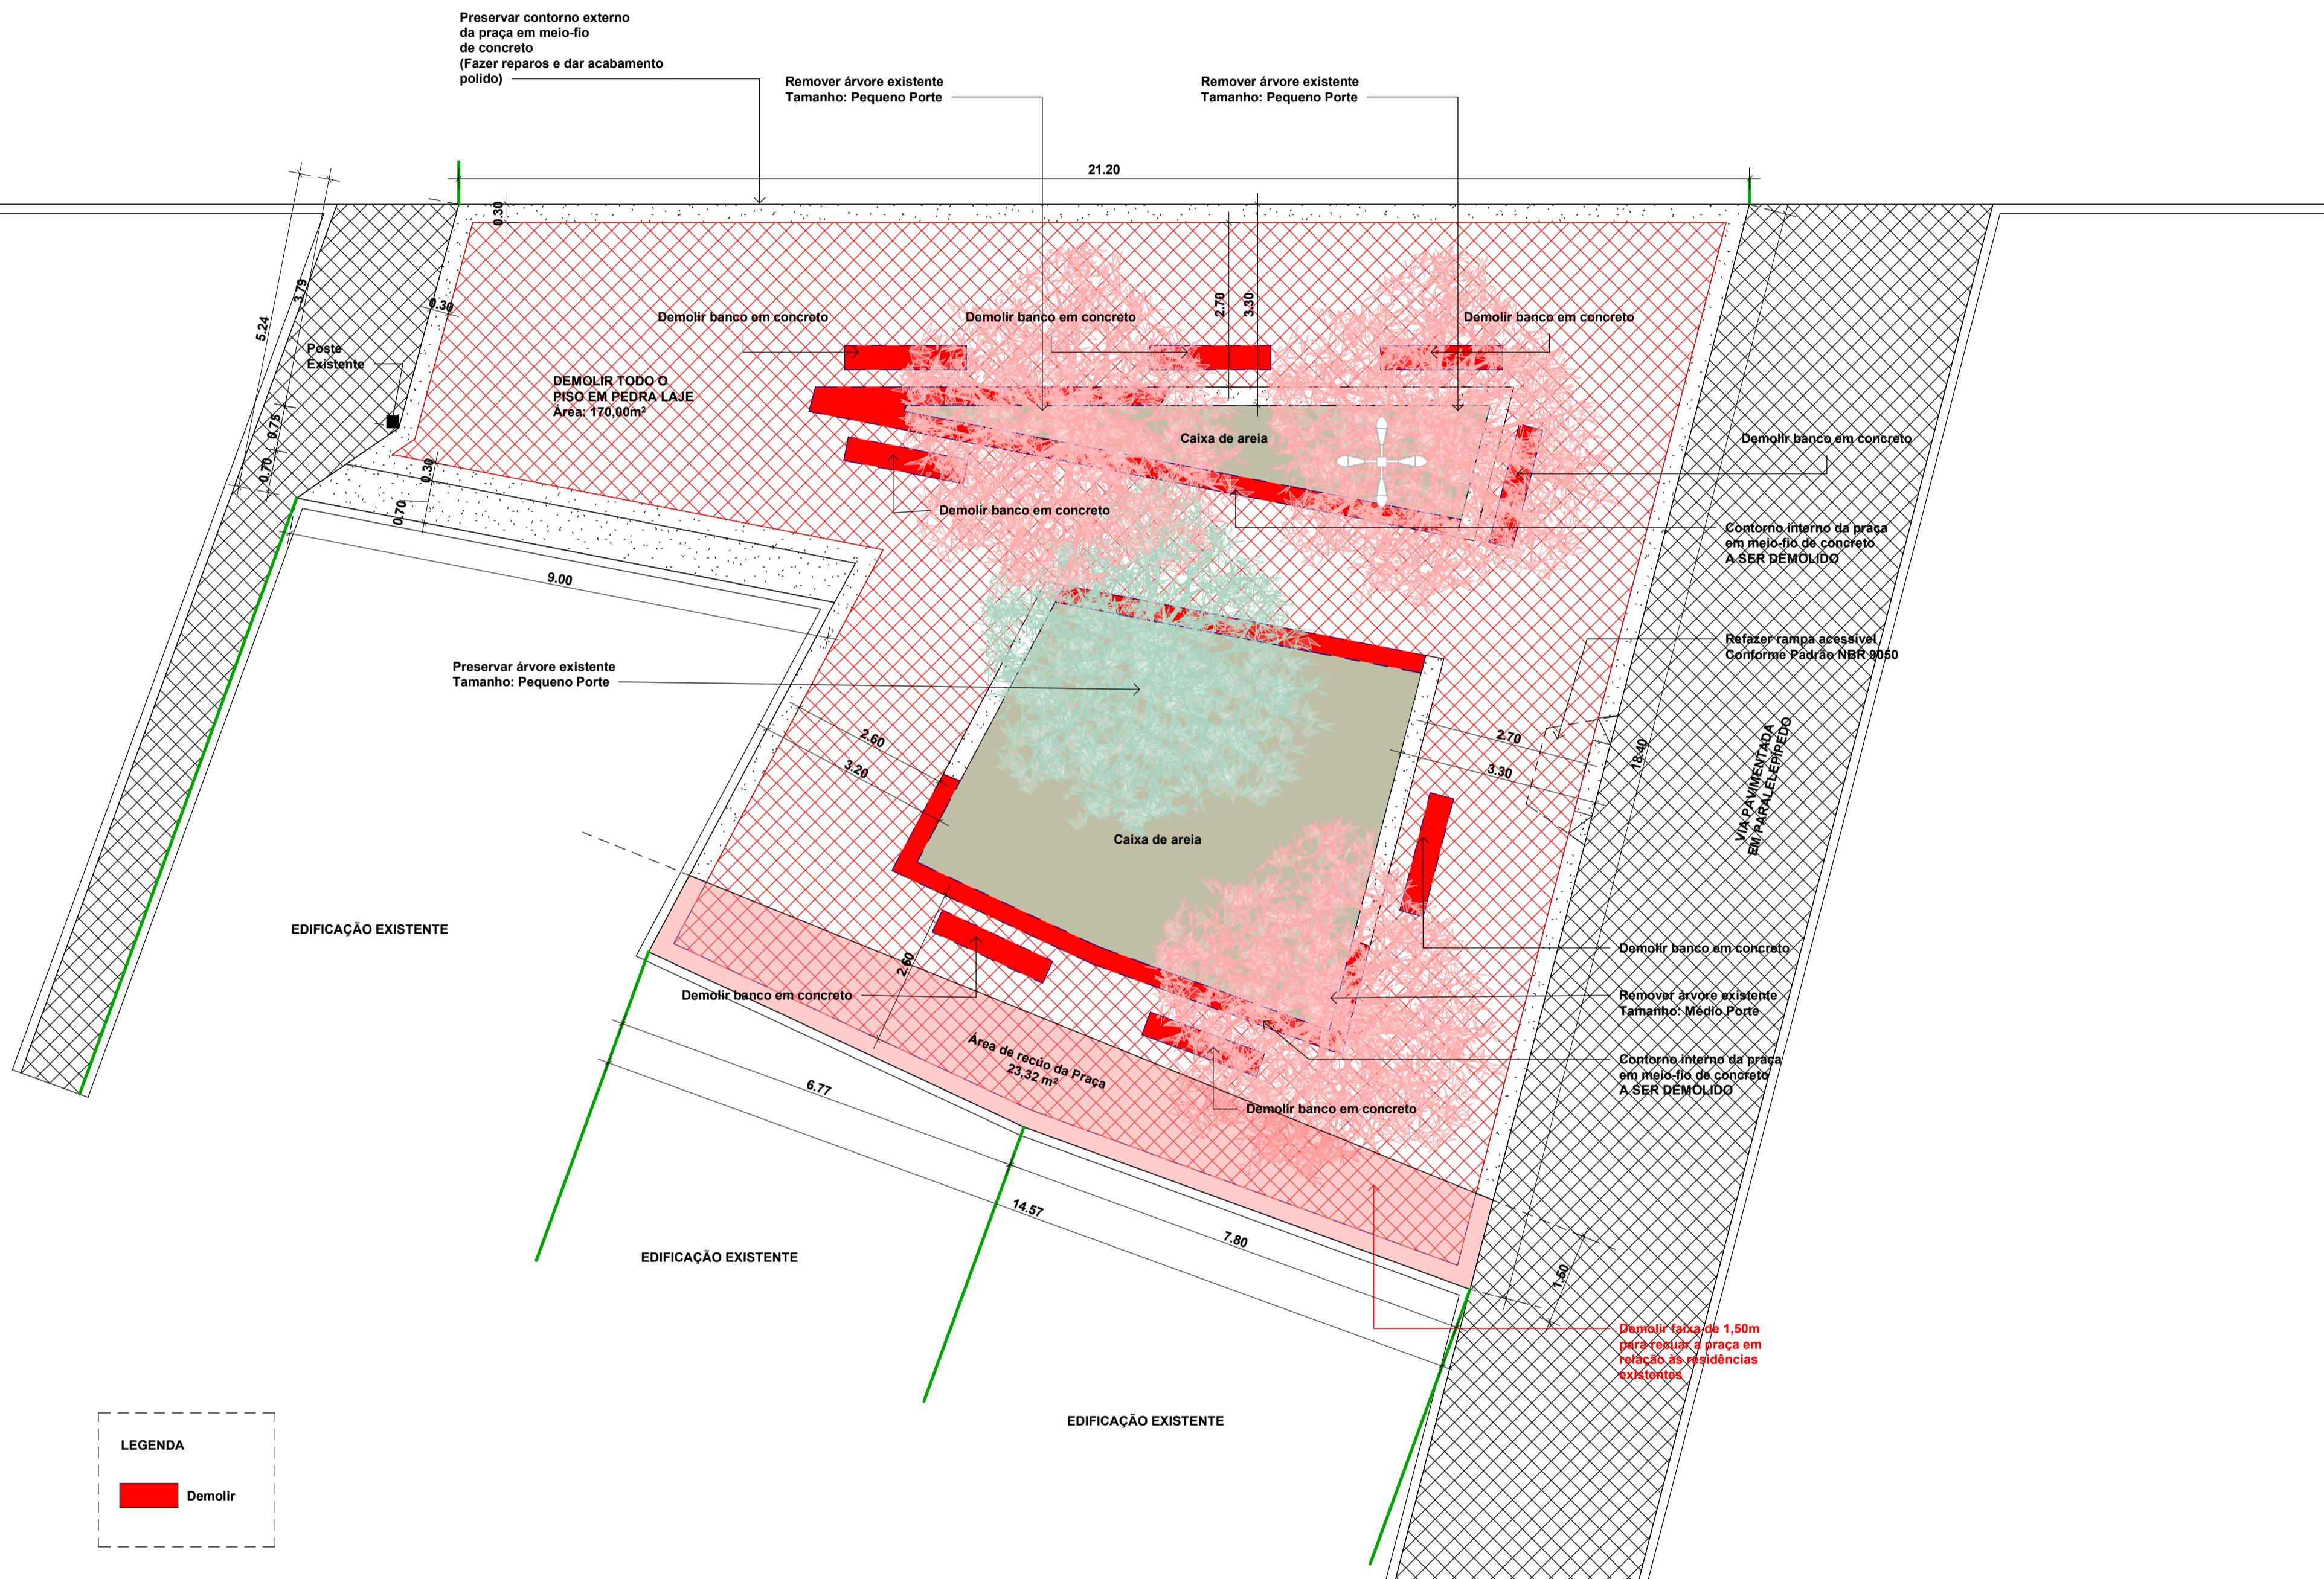 Preservar contorno externo
da praça em meio-fio
de concreto
(Fazer reparos e dar acabamento
polido)
Remover árvore existente
Tamanho: Pequeno Porte
Remover árvore existente
Tamanho: Pequeno Porte
21.20
0.30
3.79
5.24
0.30
2.70
3.30
Demolir banco em concreto
Demolir banco em concreto
Demolir banco em concreto
Poste
Existente
DEMOLIR TODO O
PISO EM PEDRA LAJE
Área: 170,00m²
0.75
0.70
0.30
0.70
Caixa de areia
Demolir banco em concreto
Demolir banco em concreto
Contorno interno da praça
em meio-fio de concreto
A SER DEMOLIDO
9.00
Refazer rampa acessível
Conforme Padrão NBR 9050
Preservar árvore existente
Tamanho: Pequeno Porte
2.60
3.20
2.70
3.30
18.40
VIA PAVIMENTADA
EM PARALELEPÍPEDO
Caixa de areia
EDIFICAÇÃO EXISTENTE
2.60
Demolir banco em concreto
Demolir banco em concreto
Remover árvore existente
Tamanho: Médio Porte
Área de recúo da Praça
23,32 m²
Contorno interno da praça
em meio-fio de concreto
A SER DEMOLIDO
Demolir banco em concreto
6.77
14.57
7.80
1.50
EDIFICAÇÃO EXISTENTE
Demolir faixa de 1,50m
para recuar a praça em
relação às residências
existentes
EDIFICAÇÃO EXISTENTE
LEGENDA
Demolir